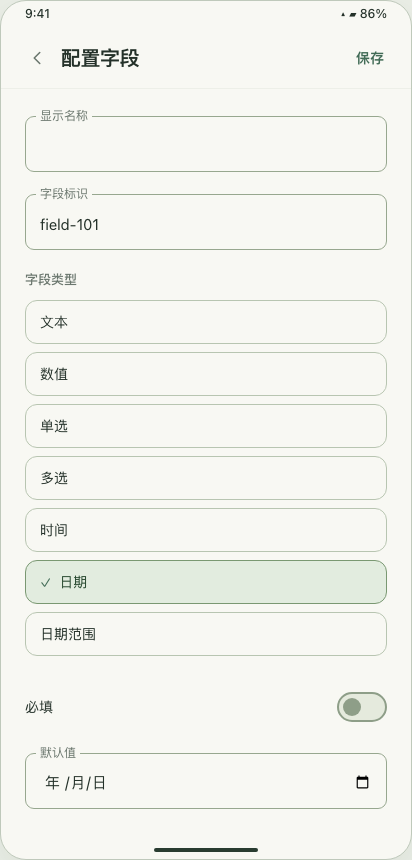 9:41
86%
配置字段
保存
显示名称
字段标识
field-101
字段类型
文本
数值
单选
多选
时间
日期
日期范围
必填
默认值
年 /月/日